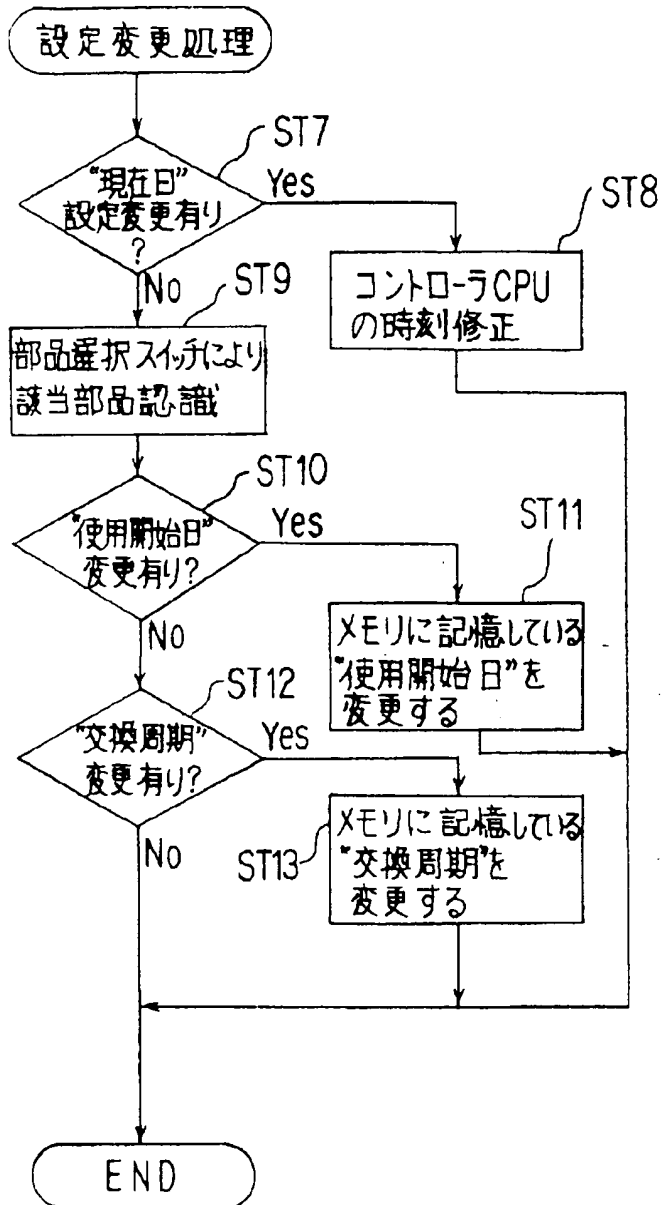 設定変更処理
ST7
"現在日"
設定変更有り
?
Yes
No
ST8
コントローラCPU
の時刻修正
ST9
部品選択スイッチにより
該当部品認識
ST10
"使用開始日"
変更有り?
Yes
No
ST11
メモリに記憶している
"使用開始日"を
変更する
ST12
"交換周期"
変更有り?
Yes
No
ST13
メモリに記憶している
"交換周期"を
変更する
END